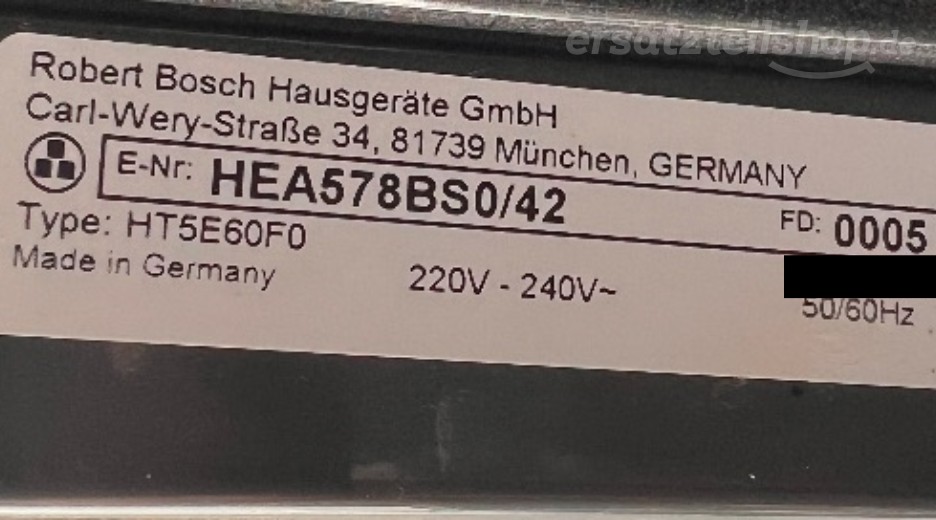 ersatzteilshop.de
Robert Bosch Hausgeräte GmbH
Carl-Wery-Straße 34, 81739 München, GERMANY
E-Nr: HEA578BS0/42 FD: 0005
Type: HT5E60F0
Made in Germany 220V - 240V~
50/60Hz